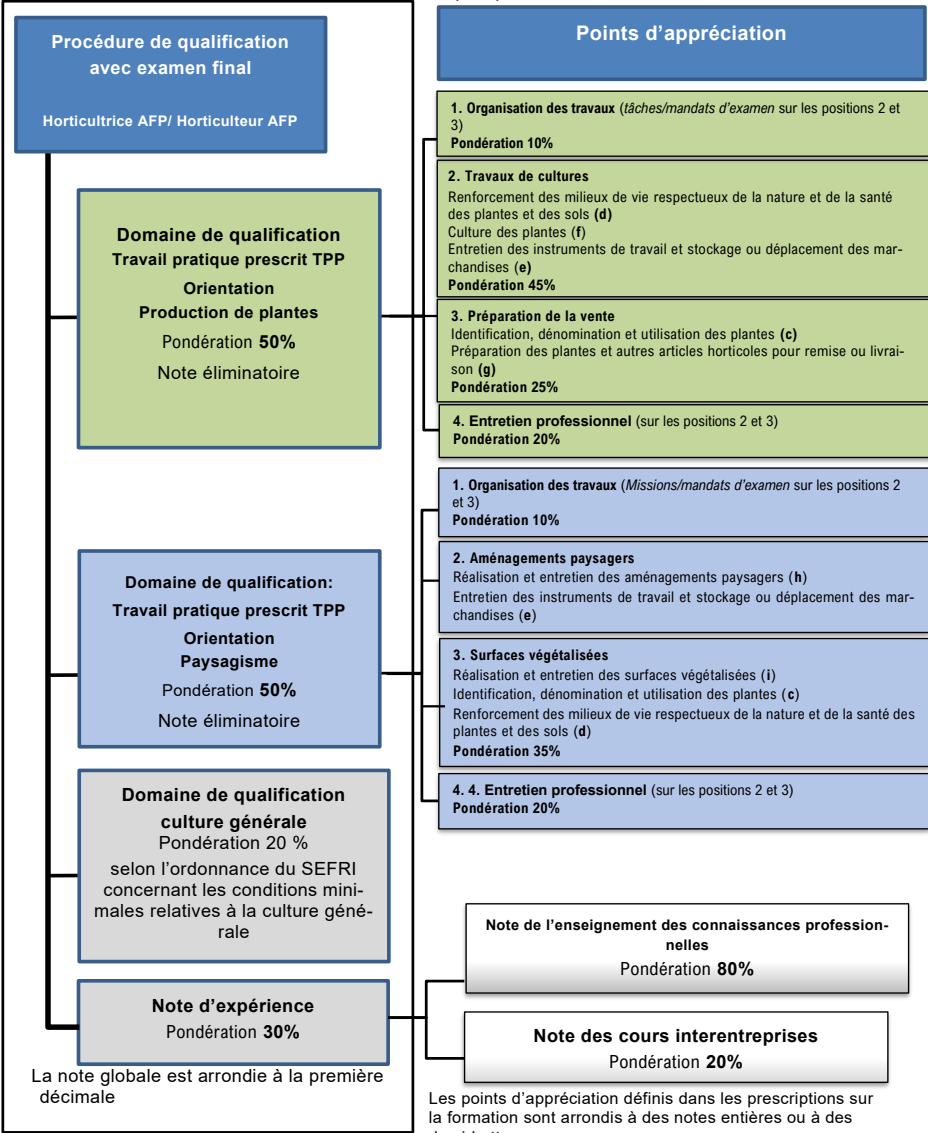 Procédure de qualification
avec examen final
Horticultrice AFP/ Horticulteur AFP
Points d'appréciation
Domaine de qualification
Travail pratique prescrit TPP
Orientation
Production de plantes
Pondération 50%
Note éliminatoire
1. Organisation des travaux (tâches/mandats d'examen sur les positions 2 et
3)
Pondération 10%
2. Travaux de cultures
Renforcement des milieux de vie respectueux de la nature et de la santé
des plantes et des sols (d)
Culture des plantes (f)
Entretien des instruments de travail et stockage ou déplacement des mar-
chandises (e)
Pondération 45%
3. Préparation de la vente
Identification, dénomination et utilisation des plantes (c)
Préparation des plantes et autres articles horticoles pour remise ou livrai-
son (g)
Pondération 25%
4. Entretien professionnel (sur les positions 2 et 3)
Pondération 20%
Domaine de qualification:
Travail pratique prescrit TPP
Orientation
Paysagisme
Pondération 50%
Note éliminatoire
1. Organisation des travaux (Missions/mandats d'examen sur les positions 2
et 3)
Pondération 10%
2. Aménagements paysagers
Réalisation et entretien des aménagements paysagers (h)
Entretien des instruments de travail et stockage ou déplacement des mar-
chandises (e)
3. Surfaces végétalisées
Réalisation et entretien des surfaces végétalisées (i)
Identification, dénomination et utilisation des plantes (c)
Renforcement des milieux de vie respectueux de la nature et de la santé des
plantes et des sols (d)
Pondération 35%
4. 4. Entretien professionnel (sur les positions 2 et 3)
Pondération 20%
Domaine de qualification
culture générale
Pondération 20 %
selon l'ordonnance du SEFRI
concernant les conditions mini-
males relatives à la culture géné-
rale
Note d'expérience
Pondération 30%
Note de l'enseignement des connaissances profession-
nelles
Pondération 80%
Note des cours interentreprises
Pondération 20%
La note globale est arrondie à la première
décimale
Les points d'appréciation définis dans les prescriptions sur
la formation sont arrondis à des notes entières ou à des